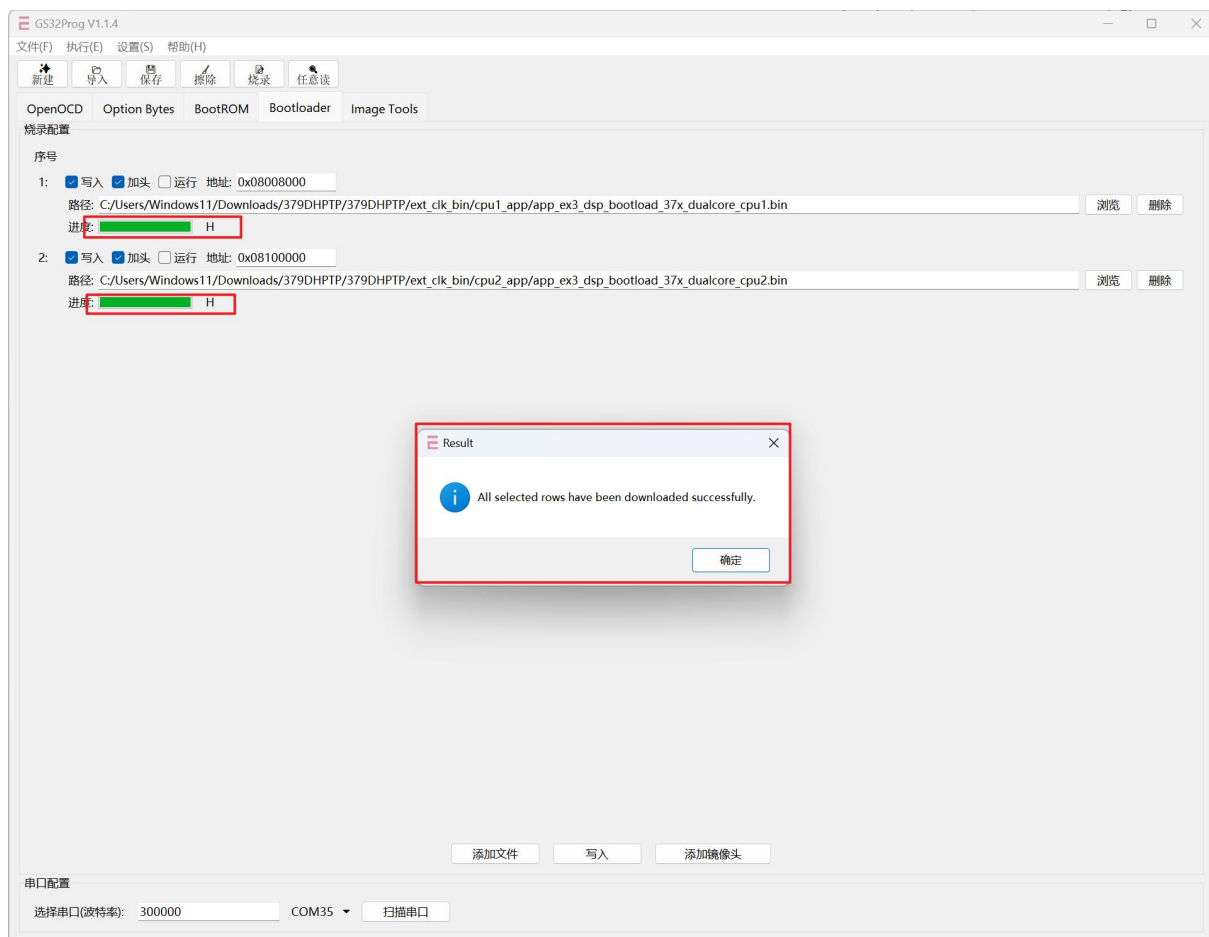 GS32Prog V1.1.4
文件(F) 执行(E) 设置(S) 帮助(H)
新建 导入 保存 擦除 烧录 任意读
OpenOCD Option Bytes BootROM Bootloader Image Tools
烧录配置
序号
1: 写入 加头 运行 地址: 0x08008000
路径: C:/Users/Windows11/Downloads/379DHPTP/379DHPTP/ext_clk_bin/cpu1_app/app_ex3_dsp_bootload_37x_dualcore_cpu1.bin 浏览 删除
进度: H
2: 写入 加头 运行 地址: 0x08100000
路径: C:/Users/Windows11/Downloads/379DHPTP/379DHPTP/ext_clk_bin/cpu2_app/app_ex3_dsp_bootload_37x_dualcore_cpu2.bin 浏览 删除
进度: H
Result
All selected rows have been downloaded successfully.
确定
添加文件 写入 添加镜像头
串口配置
选择串口(波特率): 300000 COM35 扫描串口